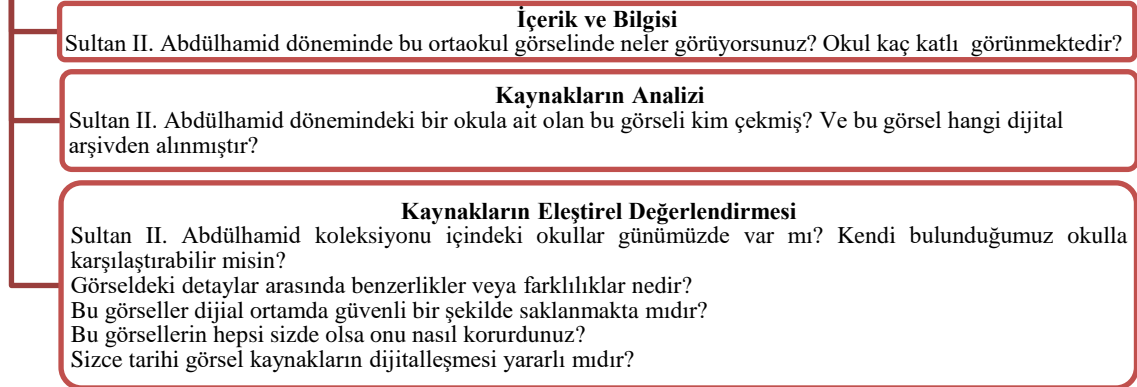 İçerik ve Bilgisi
Sultan II. Abdülhamid döneminde bu ortaokul görselinde neler görüyorsunuz? Okul kaç katlı görünmektedir?
Kaynakların Analizi
Sultan II. Abdülhamid dönemindeki bir okula ait olan bu görseli kim çekmiş? Ve bu görsel hangi dijital
arşivden alınmıştır?
Kaynakların Eleştirel Değerlendirmesi
Sultan II. Abdülhamid koleksiyonu içindeki okullar günümüzde var mı? Kendi bulunduğumuz okulla
karşılaştırabilir misin?
Görseldeki detaylar arasında benzerlikler veya farklılıklar nedir?
Bu görseller dijial ortamda güvenli bir şekilde saklanmakta mıdır?
Bu görsellerin hepsi sizde olsa onu nasıl korurdunuz?
Sizce tarihi görsel kaynakların dijitalleşmesi yararlı mıdır?